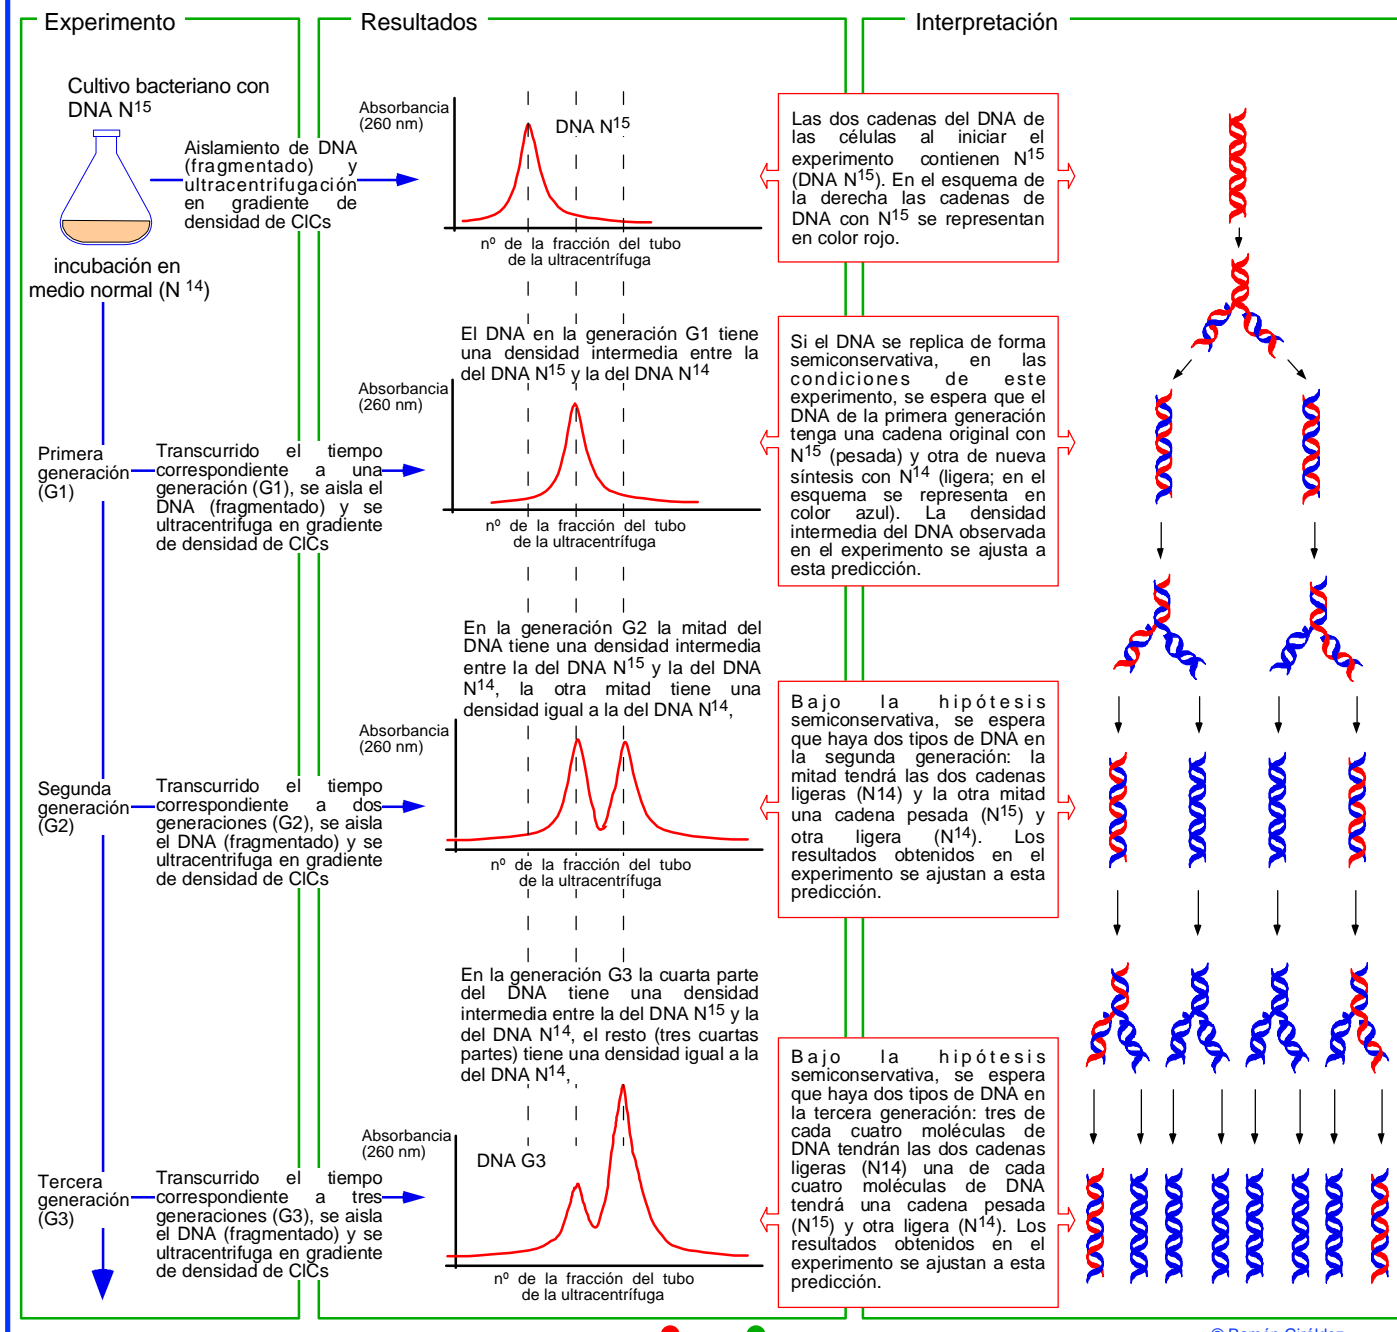 Experimento
Resultados
Interpretación
Cultivo bacteriano con
DNA N15
Aislamiento de DNA
(fragmentado) y
ultracentrifugación
en gradiente de
densidad de ClCs
incubación en
medio normal (N 14)
Absorbancia
(260 nm)
DNA N15
nº de la fracción del tubo
de la ultracentrífuga
Las dos cadenas del DNA de
las células al iniciar el
experimento contienen N15
(DNA N15). En el esquema de
la derecha las cadenas de
DNA con N15 se representan
en color rojo.
El DNA en la generación G1 tiene
una densidad intermedia entre la
del DNA N15 y la del DNA N14
Absorbancia
(260 nm)
Primera
generación
(G1)
Transcurrido el tiempo
correspondiente a una
generación (G1), se aisla el
DNA (fragmentado) y se
ultracentrifuga en gradiente
de densidad de ClCs
nº de la fracción del tubo
de la ultracentrífuga
Si el DNA se replica de forma
semiconservativa, en las
condiciones de este
experimento, se espera que el
DNA de la primera generación
tenga una cadena original con
N15 (pesada) y otra de nueva
síntesis con N14 (ligera; en el
esquema se representa en
color azul). La densidad
intermedia del DNA observada
en el experimento se ajusta a
esta predicción.
En la generación G2 la mitad del
DNA tiene una densidad intermedia
entre la del DNA N15 y la del DNA
N14, la otra mitad tiene una
densidad igual a la del DNA N14,
Absorbancia
(260 nm)
Segunda
generación
(G2)
Transcurrido el tiempo
correspondiente a dos
generaciones (G2), se aisla
el DNA (fragmentado) y se
ultracentrifuga en gradiente
de densidad de ClCs
nº de la fracción del tubo
de la ultracentrífuga
Bajo la hipótesis
semiconservativa, se espera
que haya dos tipos de DNA en
la segunda generación: la
mitad tendrá las dos cadenas
ligeras (N14) y la otra mitad
una cadena pesada (N15) y
otra ligera (N14). Los
resultados obtenidos en el
experimento se ajustan a esta
predicción.
En la generación G3 la cuarta parte
del DNA tiene una densidad
intermedia entre la del DNA N15 y la
del DNA N14, el resto (tres cuartas
partes) tiene una densidad igual a la
del DNA N14,
Absorbancia
(260 nm)
DNA G3
Tercera
generación
(G3)
Transcurrido el tiempo
correspondiente a tres
generaciones (G3), se aisla
el DNA (fragmentado) y se
ultracentrifuga en gradiente
de densidad de ClCs
nº de la fracción del tubo
de la ultracentrífuga
Bajo la hipótesis
semiconservativa, se espera
que haya dos tipos de DNA en
la tercera generación: tres de
cada cuatro moléculas de
DNA tendrán las dos cadenas
ligeras (N14) una de cada
cuatro moléculas de DNA
tendrá una cadena pesada
(N15) y otra ligera (N14). Los
resultados obtenidos en el
experimento se ajustan a esta
predicción.